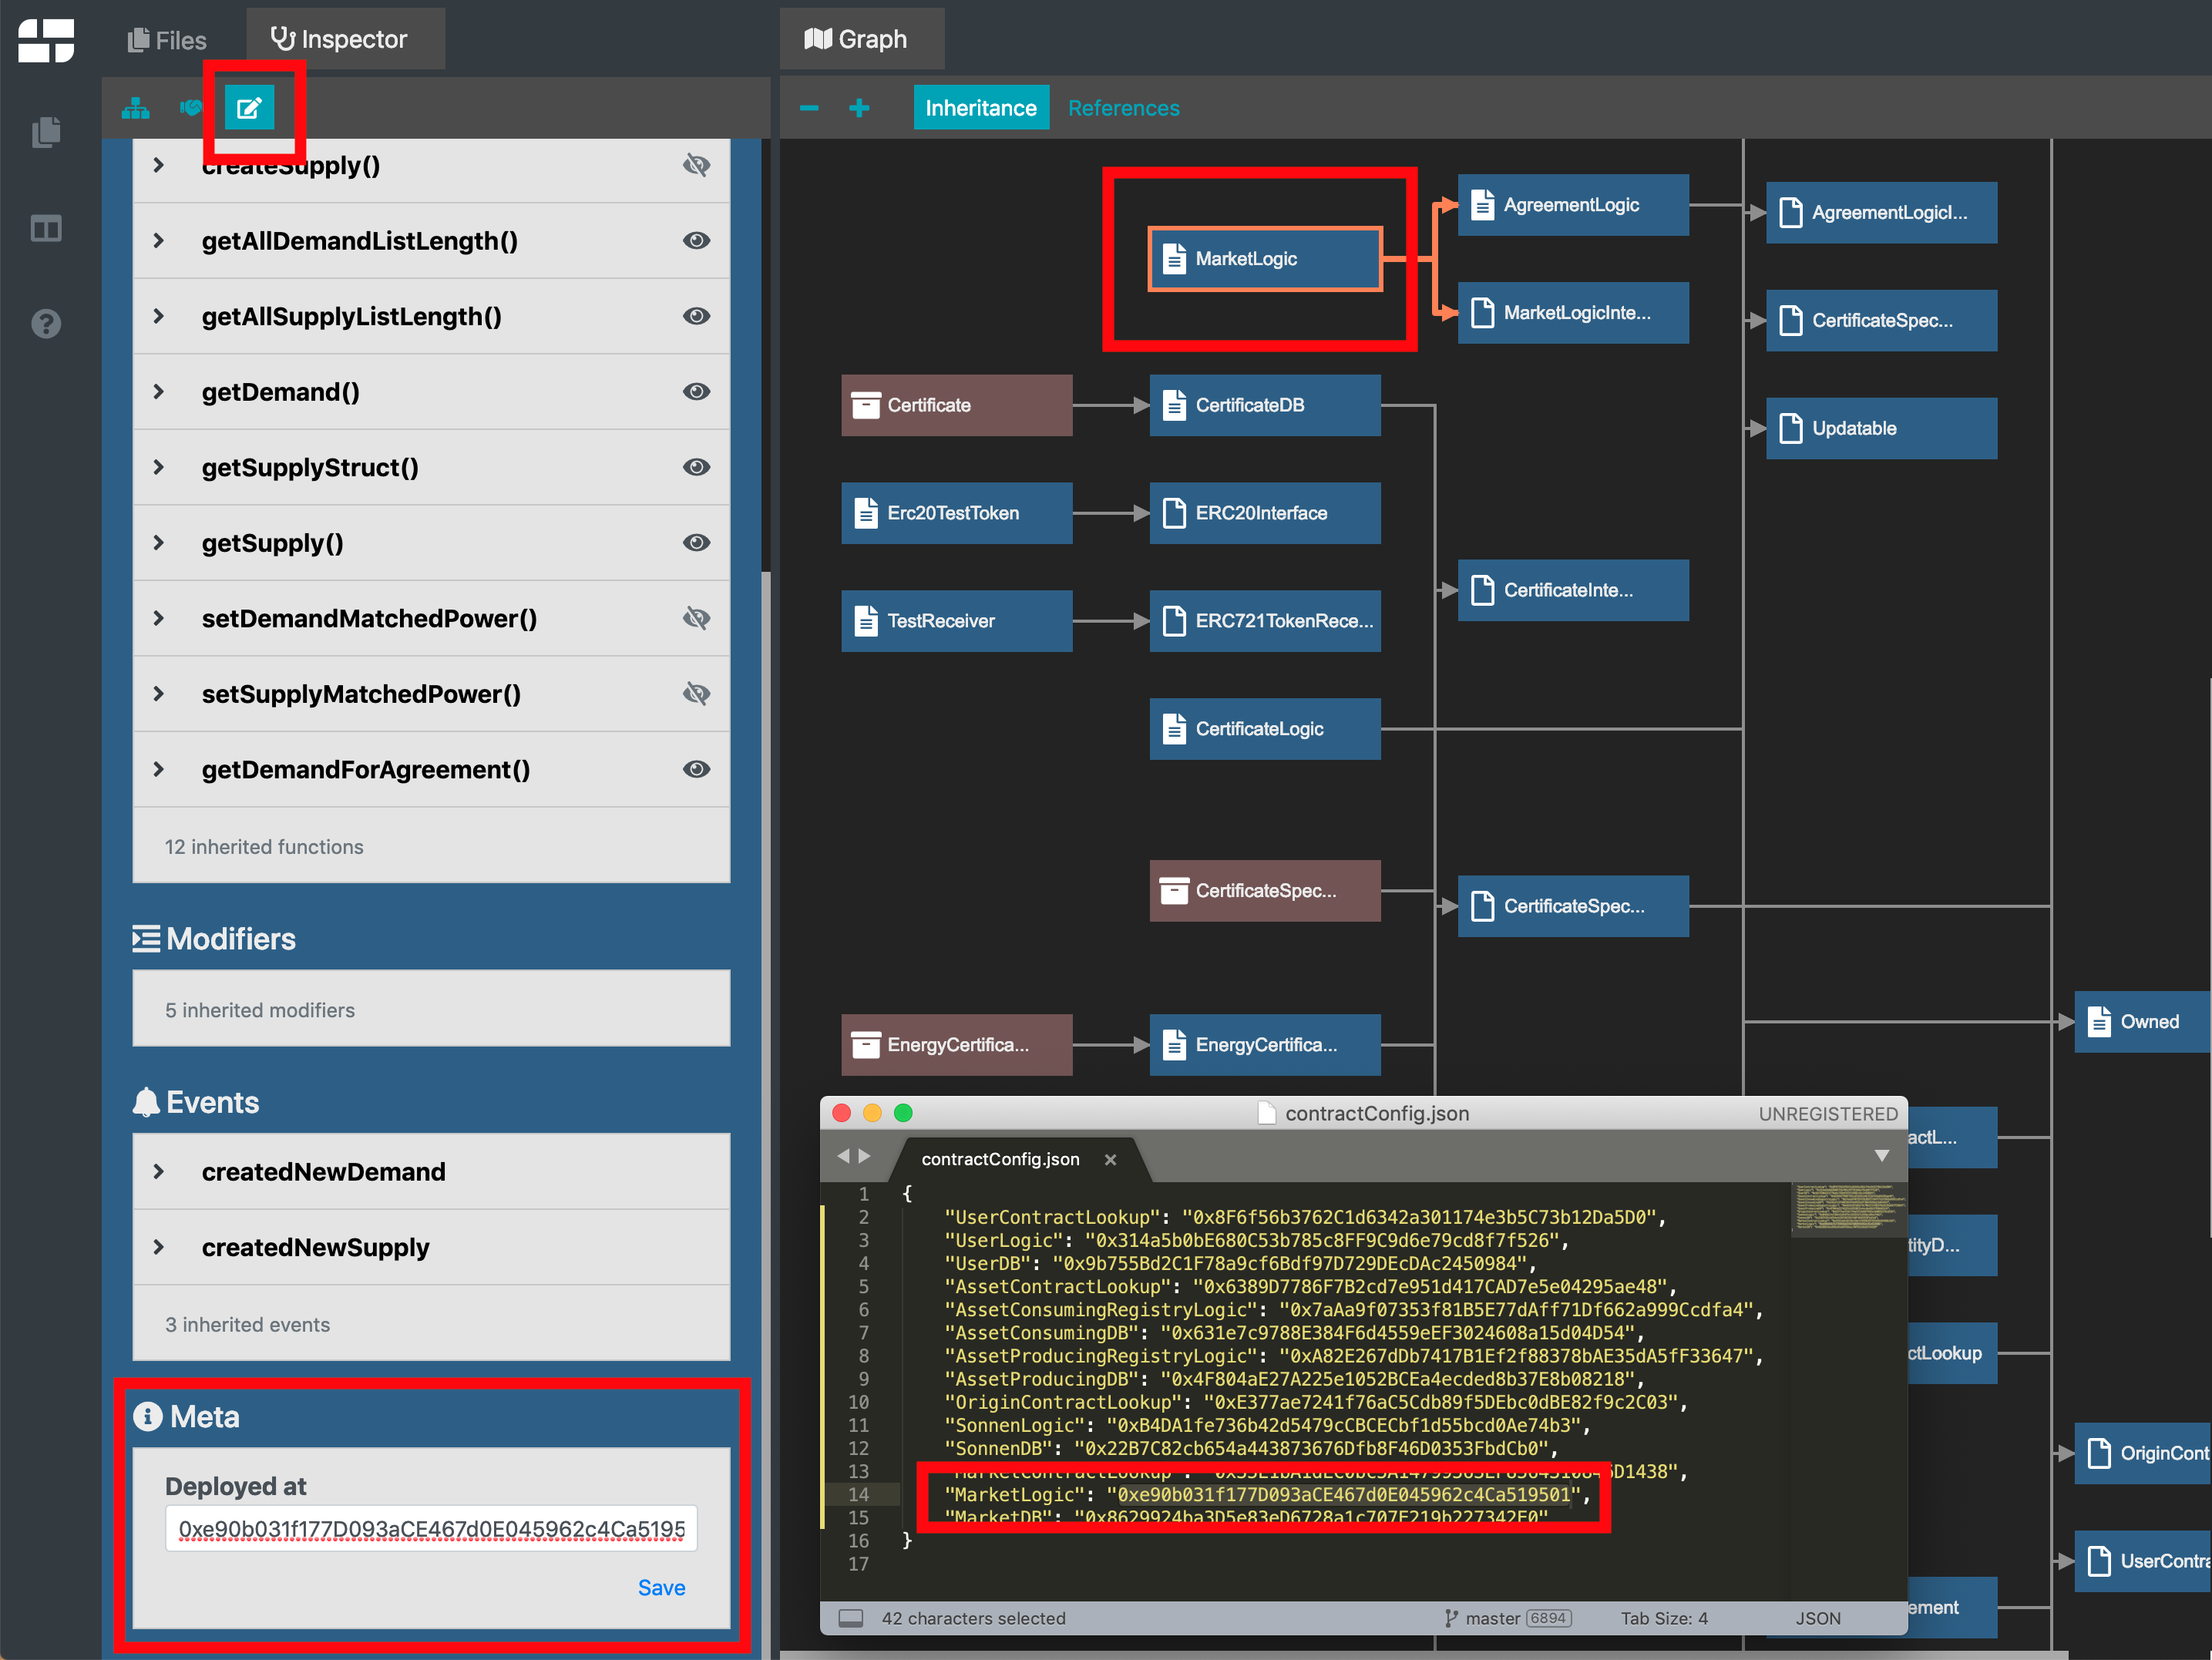 Files
Inspector
Graph
Inheritance
References
createSupply()
getAllDemandListLength()
getAllSupplyListLength()
getDemand()
getSupplyStruct()
getSupply()
setDemandMatchedPower()
setSupplyMatchedPower()
getDemandForAgreement()
12 inherited functions
Modifiers
5 inherited modifiers
Events
createdNewDemand
createdNewSupply
3 inherited events
Meta
Deployed at
0xe90b031f177D093aCE467d0E045962c4Ca5195
Save
MarketLogic
AgreementLogic
AgreementLogicI...
MarketLogicInte...
CertificateSpec...
Certificate
CertificateDB
Updatable
Erc20TestToken
ERC20Interface
CertificateInte...
TestReceiver
ERC721TokenRece...
CertificateLogic
CertificateSpec...
CertificateSpec...
EnergyCertifica...
EnergyCertifica...
Owned
actL...
tityD...
ctLookup
OriginCont
UserContra
ement
contractConfig.json
UNREGISTERED
contractConfig.json ×
1 {
2 "UserContractLookup": "0x8F6f56b3762C1d6342a301174e3b5C73b12Da5D0",
3 "UserLogic": "0x314a5b0bE680C53b785c8FF9C9d6e79cd8f7f526",
4 "UserDB": "0x9b755Bd2C1F78a9cf6Bdf97D729DEcDAc2450984",
5 "AssetContractLookup": "0x6389D7786F7B2cd7e951d417CAD7e5e04295ae48",
6 "AssetConsumingRegistryLogic": "0x7aAa9f07353f81B5E77dAff71Df662a999Ccdfa4",
7 "AssetConsumingDB": "0x631e7c9788E384F6d4559eEF3024608a15d04D54",
8 "AssetProducingRegistryLogic": "0xA82E267dDb7417B1Ef2f88378bAE35dA5fF33647",
9 "AssetProducingDB": "0x4F804aE27A225e1052BCEa4ecded8b37E8b08218",
10 "OriginContractLookup": "0xE377ae7241f76aC5Cdb89f5DEbc0dBE82f9c2C03",
11 "SonnenLogic": "0xB4DA1fe736b42d5479cCBCECbf1d55bcd0Ae74b3",
12 "SonnenDB": "0x22B7C82cb654a443873676Dfb8F46D0353FbdCb0",
13 "MarketContractLookup":
14 "MarketLogic": "0xe90b031f177D093aCE467d0E045962c4Ca519501",
15 "MarketDB": "0x8629924ba3D5e83eD6728a1c707F219b227342F0"
16 }
17
42 characters selected
master 6894
Tab Size: 4
JSON